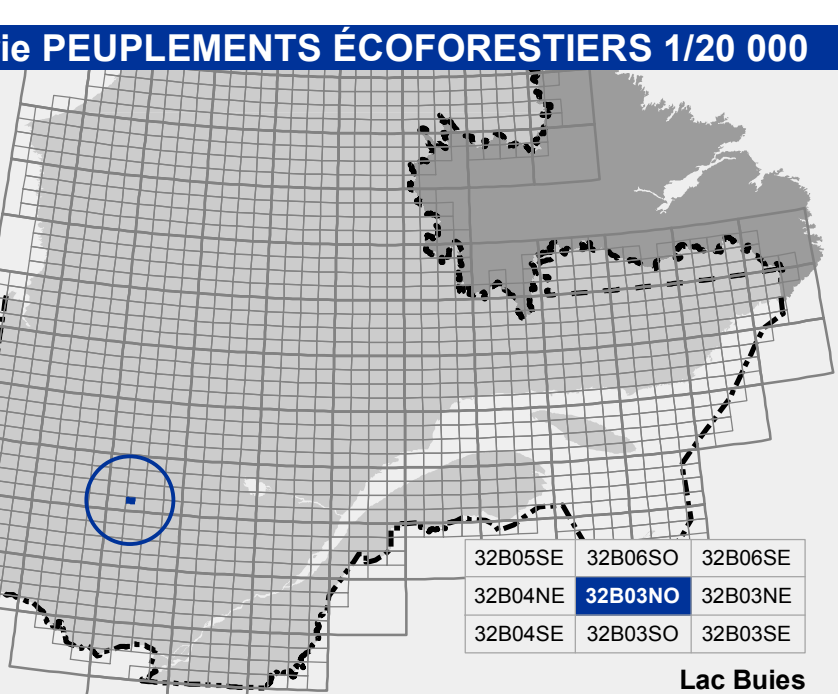 ie PEUPLEMENTS ÉCOFORESTIERS 1/20 000
32B05SE 32B06SO 32B06SE
32B04NE 32B03NO 32B03NE
32B04SE 32B03SO 32B03SE
Lac Buies